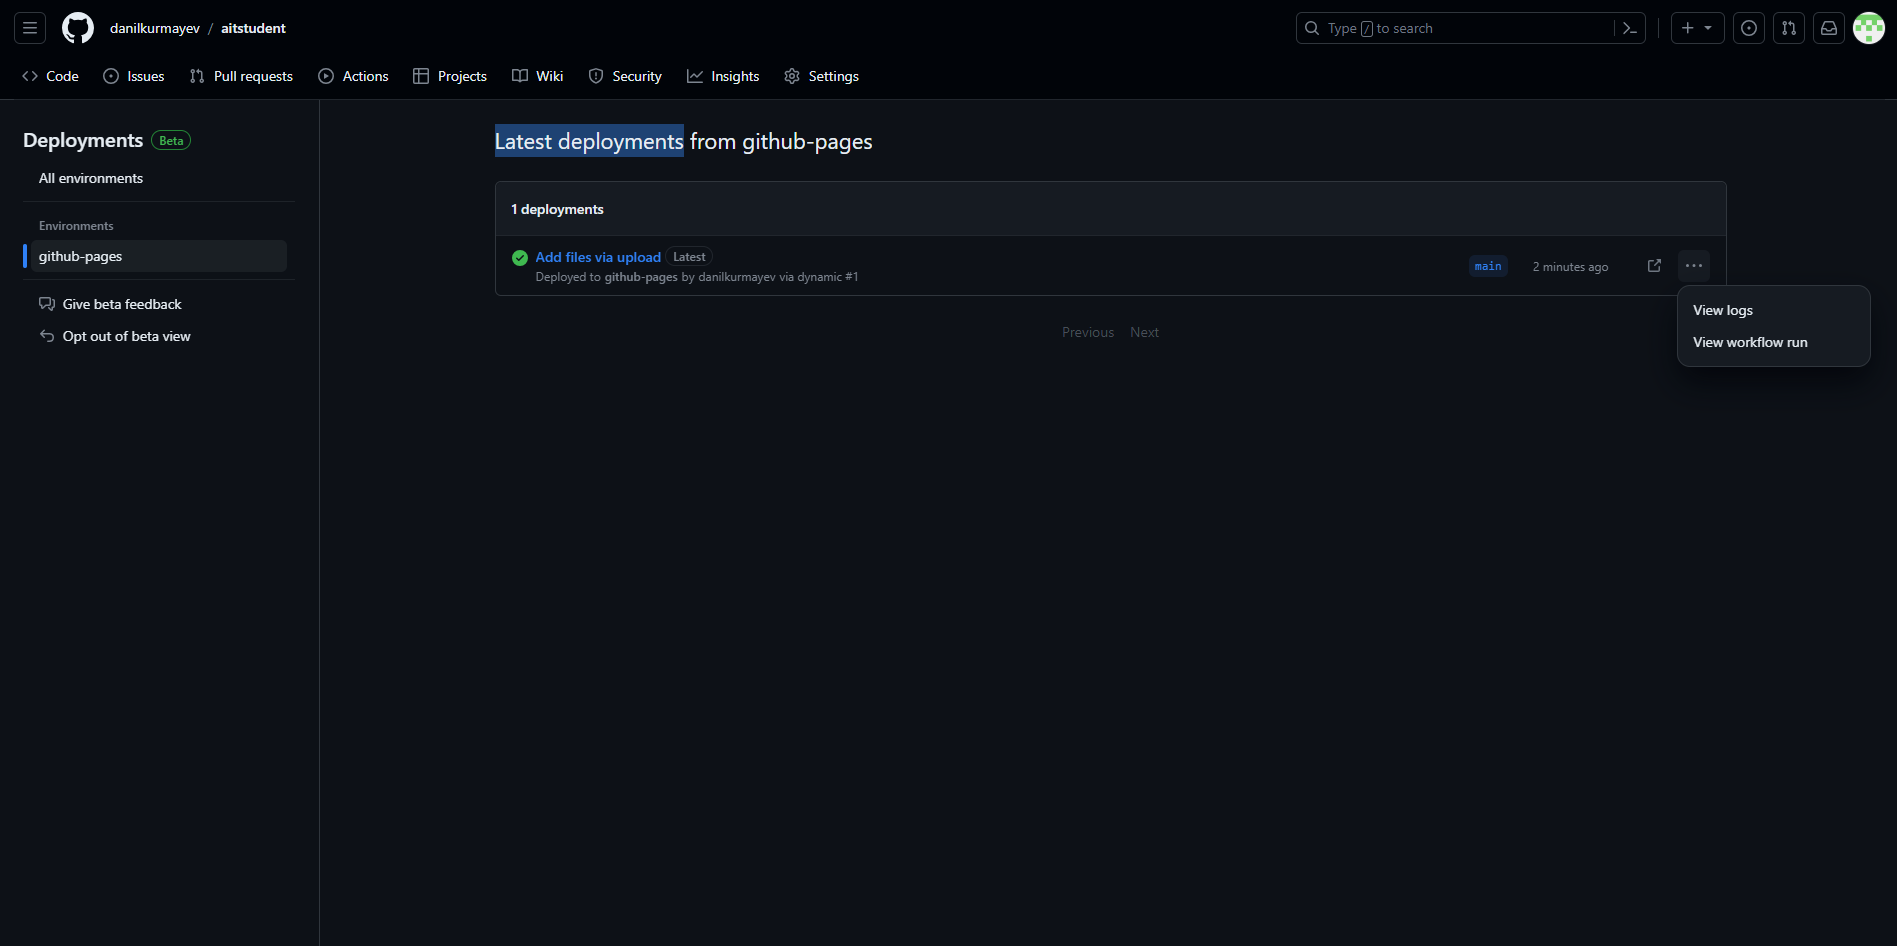 danilkurmayev / aitstudent
Type / to search
Code Issues Pull requests Actions Projects Wiki Security Insights Settings
Deployments Beta
All environments
Environments
github-pages
Give beta feedback
Opt out of beta view
Latest deployments from github-pages
1 deployments
Add files via upload Latest
Deployed to github-pages by danilkurmayev via dynamic #1
main 2 minutes ago
View logs
View workflow run
Previous Next